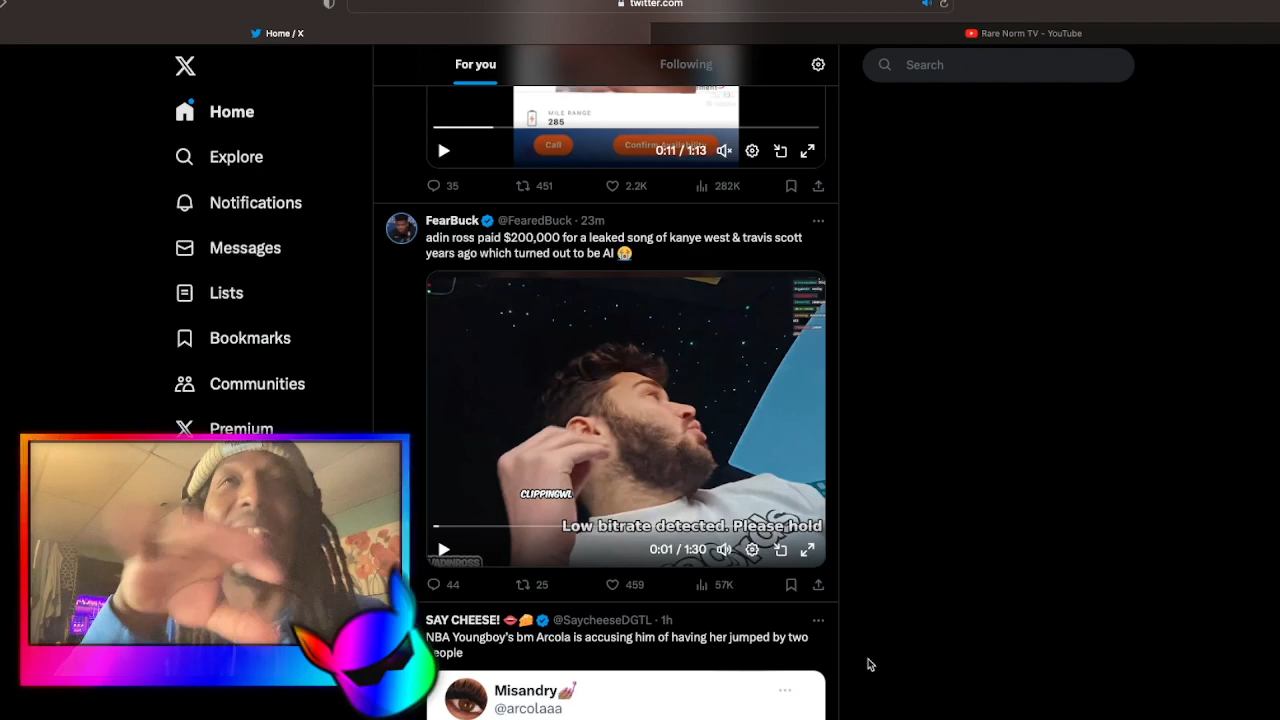 twitter.com
Home / X
Rare Norm TV - YouTube
For you
Following
Search
Home
Explore
Notifications
Messages
Lists
Bookmarks
Communities
Premium
MILE RANGE
285
Call
Confirm Availability
0:11 / 1:13
35
451
2.2K
282K
FearBuck @FearedBuck · 23m
adin ross paid $200,000 for a leaked song of kanye west & travis scott
years ago which turned out to be AI 😭
CLIPPINGWL
Low bitrate detected. Please hold
0:01 / 1:30
44
25
459
57K
SAY CHEESE! 👄🧀 @SaycheeseDGTL · 1h
NBA Youngboy's bm Arcola is accusing him of having her jumped by two
people
Misandry💅🏽
@arcolaaa